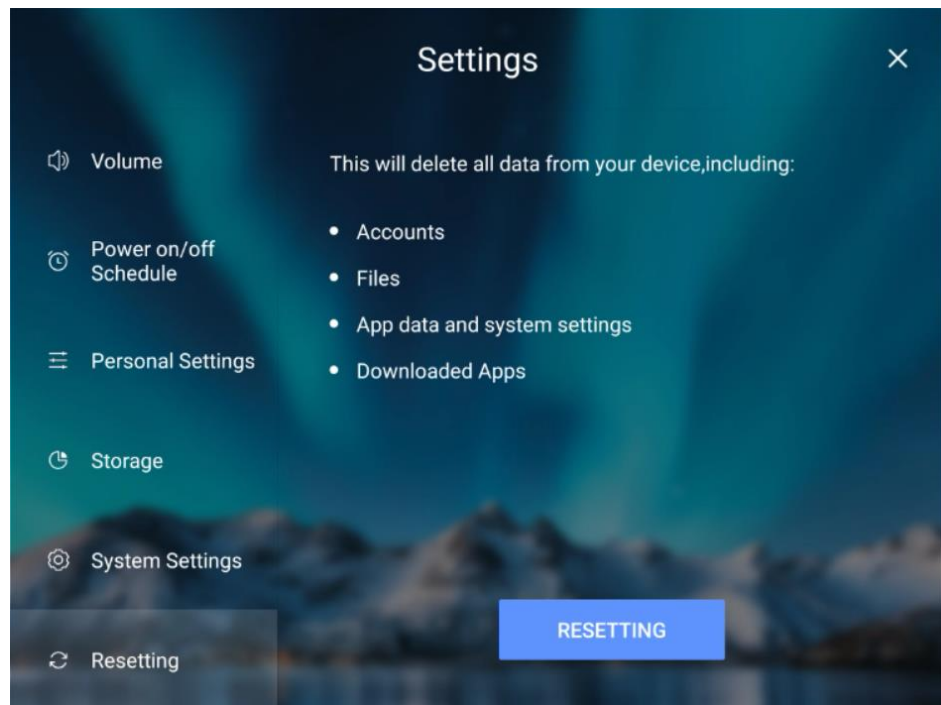 Settings
Volume
Power on/off
Schedule
Personal Settings
Storage
System Settings
Resetting
This will delete all data from your device,including:
Accounts
Files
App data and system settings
Downloaded Apps
RESETTING